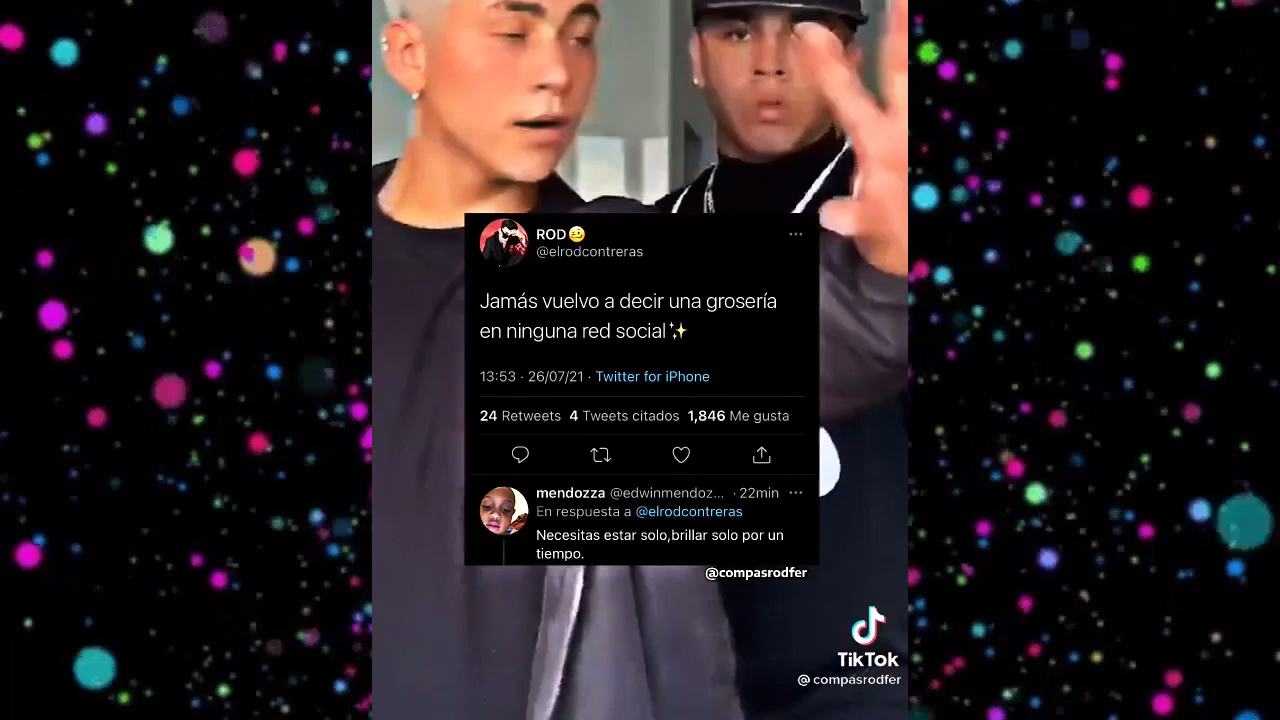 ROD🤨
@elrodcontreras
Jamás vuelvo a decir una grosería
en ninguna red social✨
13:53 · 26/07/21 · Twitter for iPhone
24 Retweets 4 Tweets citados 1,846 Me gusta
mendozza @edwinmendoz... · 22min
En respuesta a @elrodcontreras
Necesitas estar solo,brillar solo por un
tiempo.
@compasrodfer
TikTok
@ compasrodfer